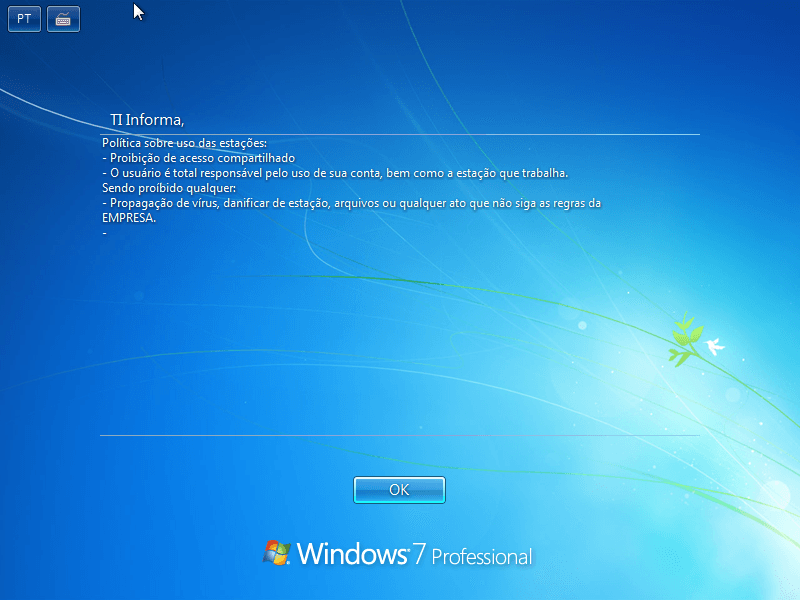 PT
TI Informa,
Política sobre uso das estações:
- Proibição de acesso compartilhado
- O usuário é total responsável pelo uso de sua conta, bem como a estação que trabalha.
Sendo proíbido qualquer:
- Propagação de vírus, danificar de estação, arquivos ou qualquer ato que não siga as regras da
EMPRESA.
-
OK
Windows 7 Professional